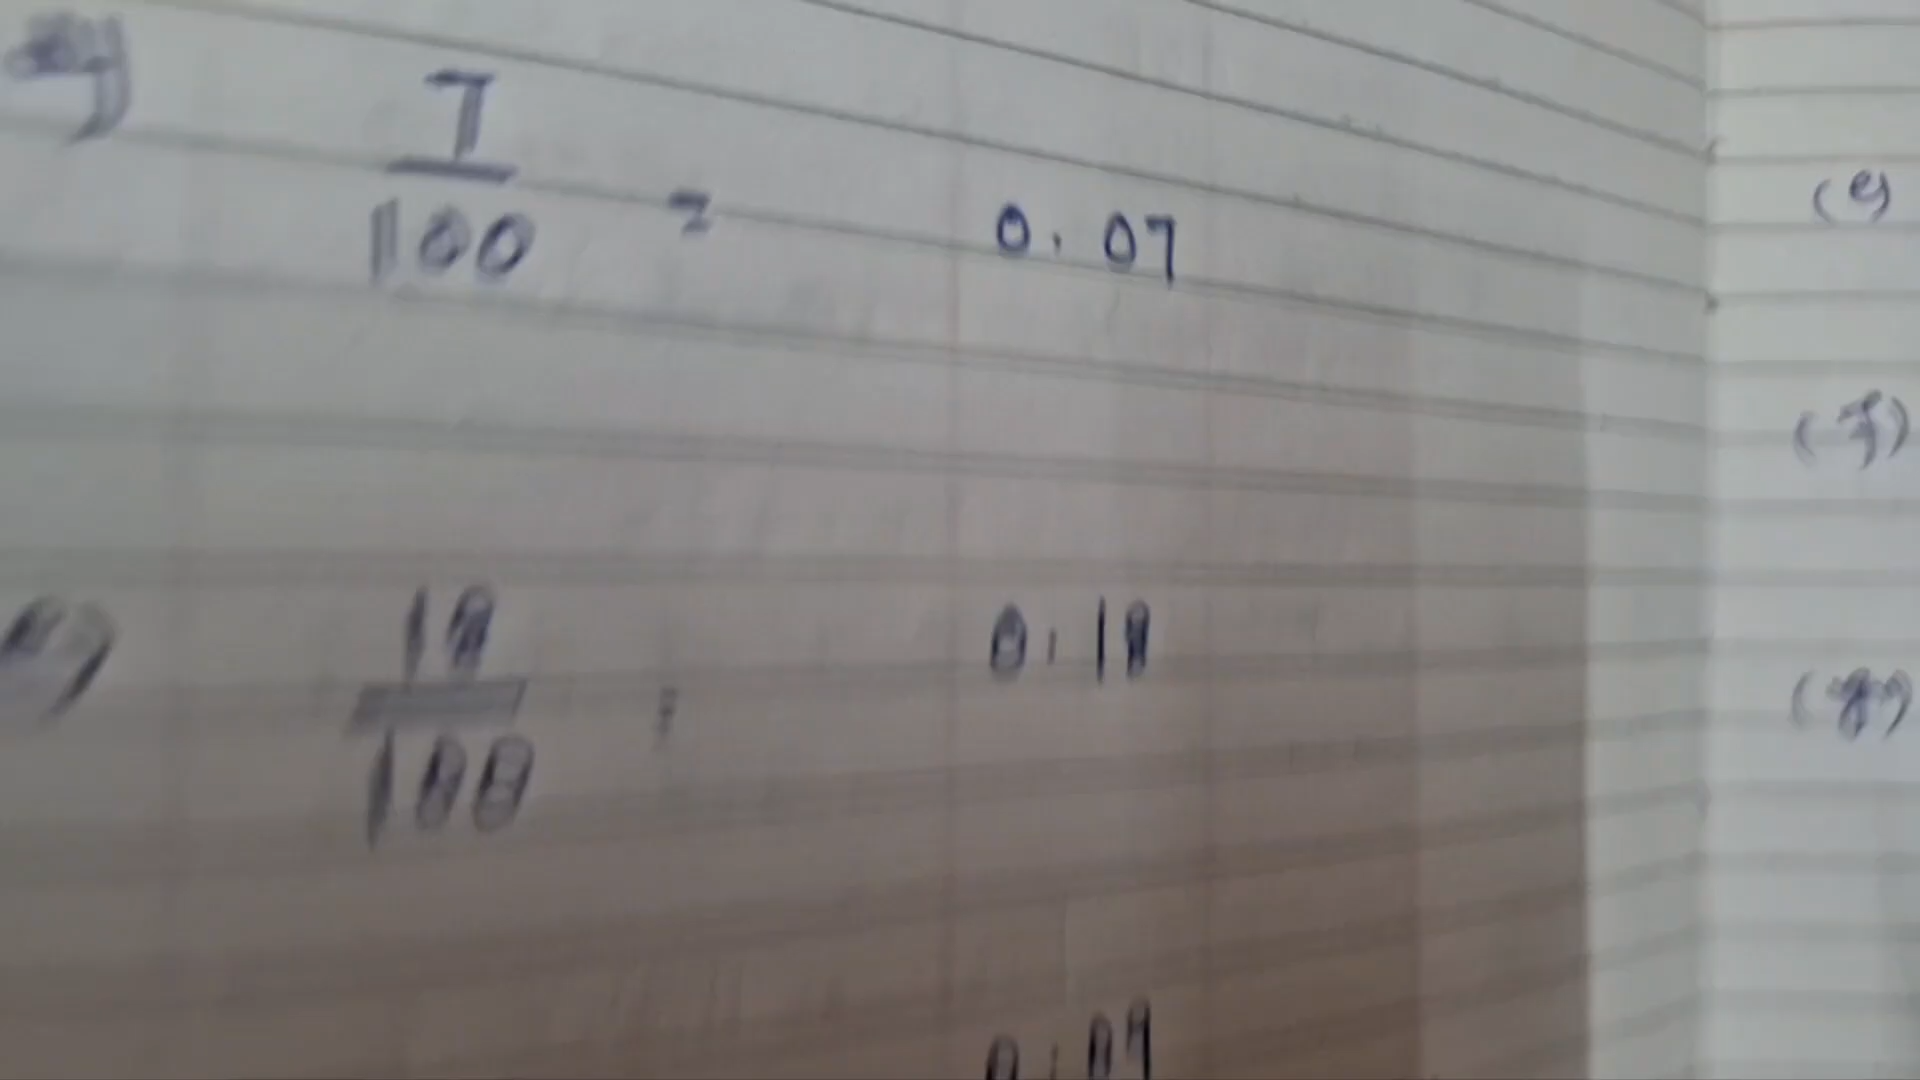 7
100 = 0.07
18
100 = 0.18
(e)
(f)
(g)